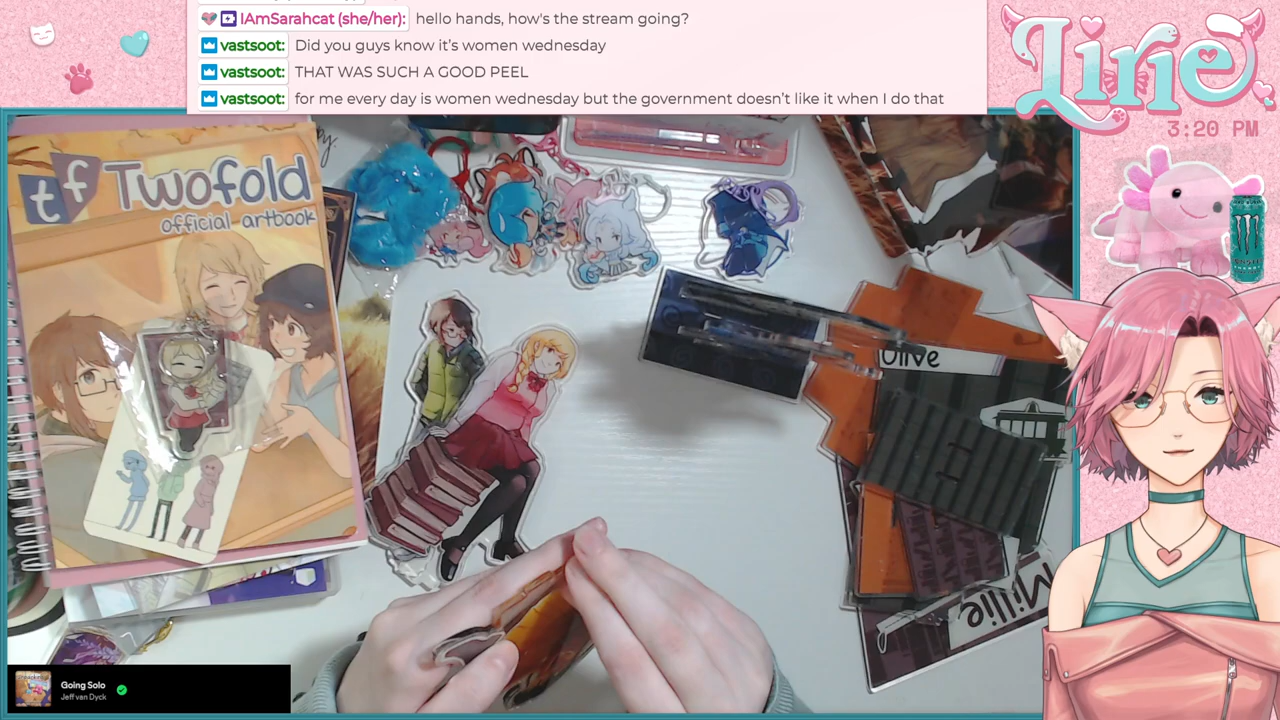 IAmSarahcat (she/her): hello hands, how's the stream going?
vastsoot: Did you guys know it's women wednesday
vastsoot: THAT WAS SUCH A GOOD PEEL
vastsoot: for me every day is women wednesday but the government doesn't like it when I do that
Lirie
3:20 PM
tf Twofold
official artbook
Olive
Millie
Going Solo
Jeff van Dyck